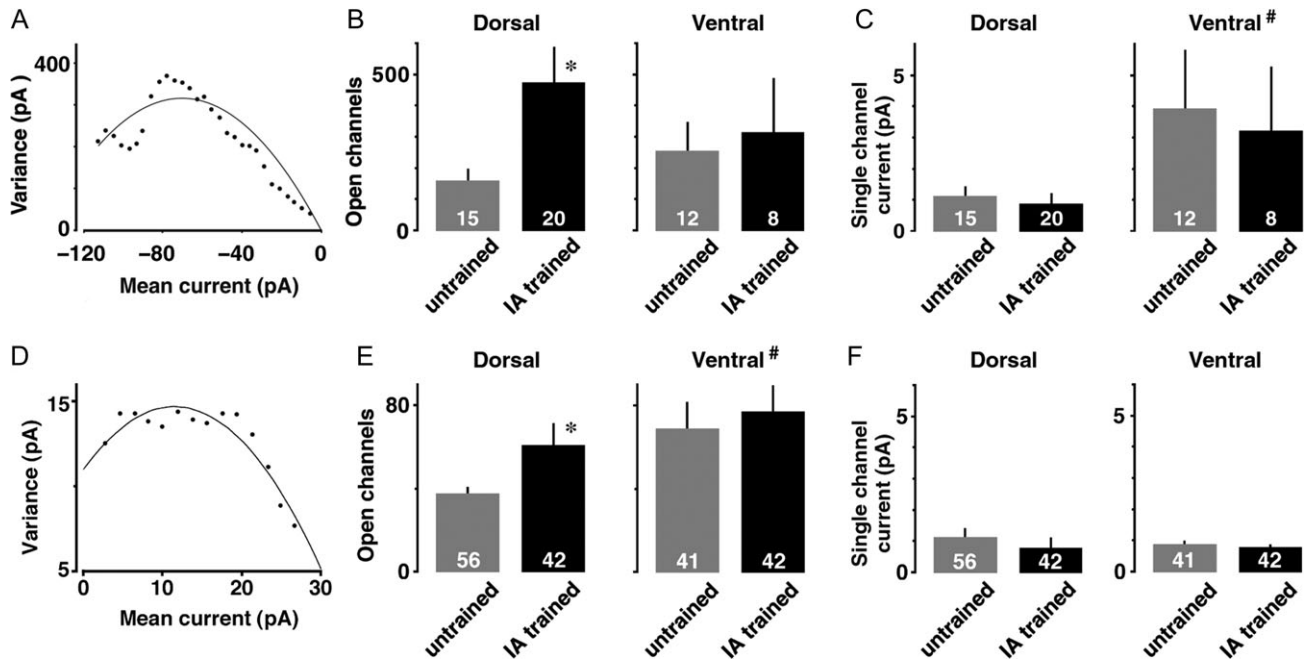 A
Variance (pA )
400
0
−120
−80
−40
0
Mean current (pA)
B
Dorsal
Ventral
Open channels
500
0
15
20
*
12
8
untrained
IA trained
untrained
IA trained
C
Dorsal
Ventral #
Single channel
current (pA)
5
0
15
20
5
0
12
8
untrained
IA trained
untrained
IA trained
D
Variance (pA)
15
5
0
10
20
30
Mean current (pA)
E
Dorsal
Ventral #
Open channels
80
0
56
42
*
41
42
untrained
IA trained
untrained
IA trained
F
Dorsal
Ventral
Single channel
current (pA)
5
0
56
42
5
0
41
42
untrained
IA trained
untrained
IA trained